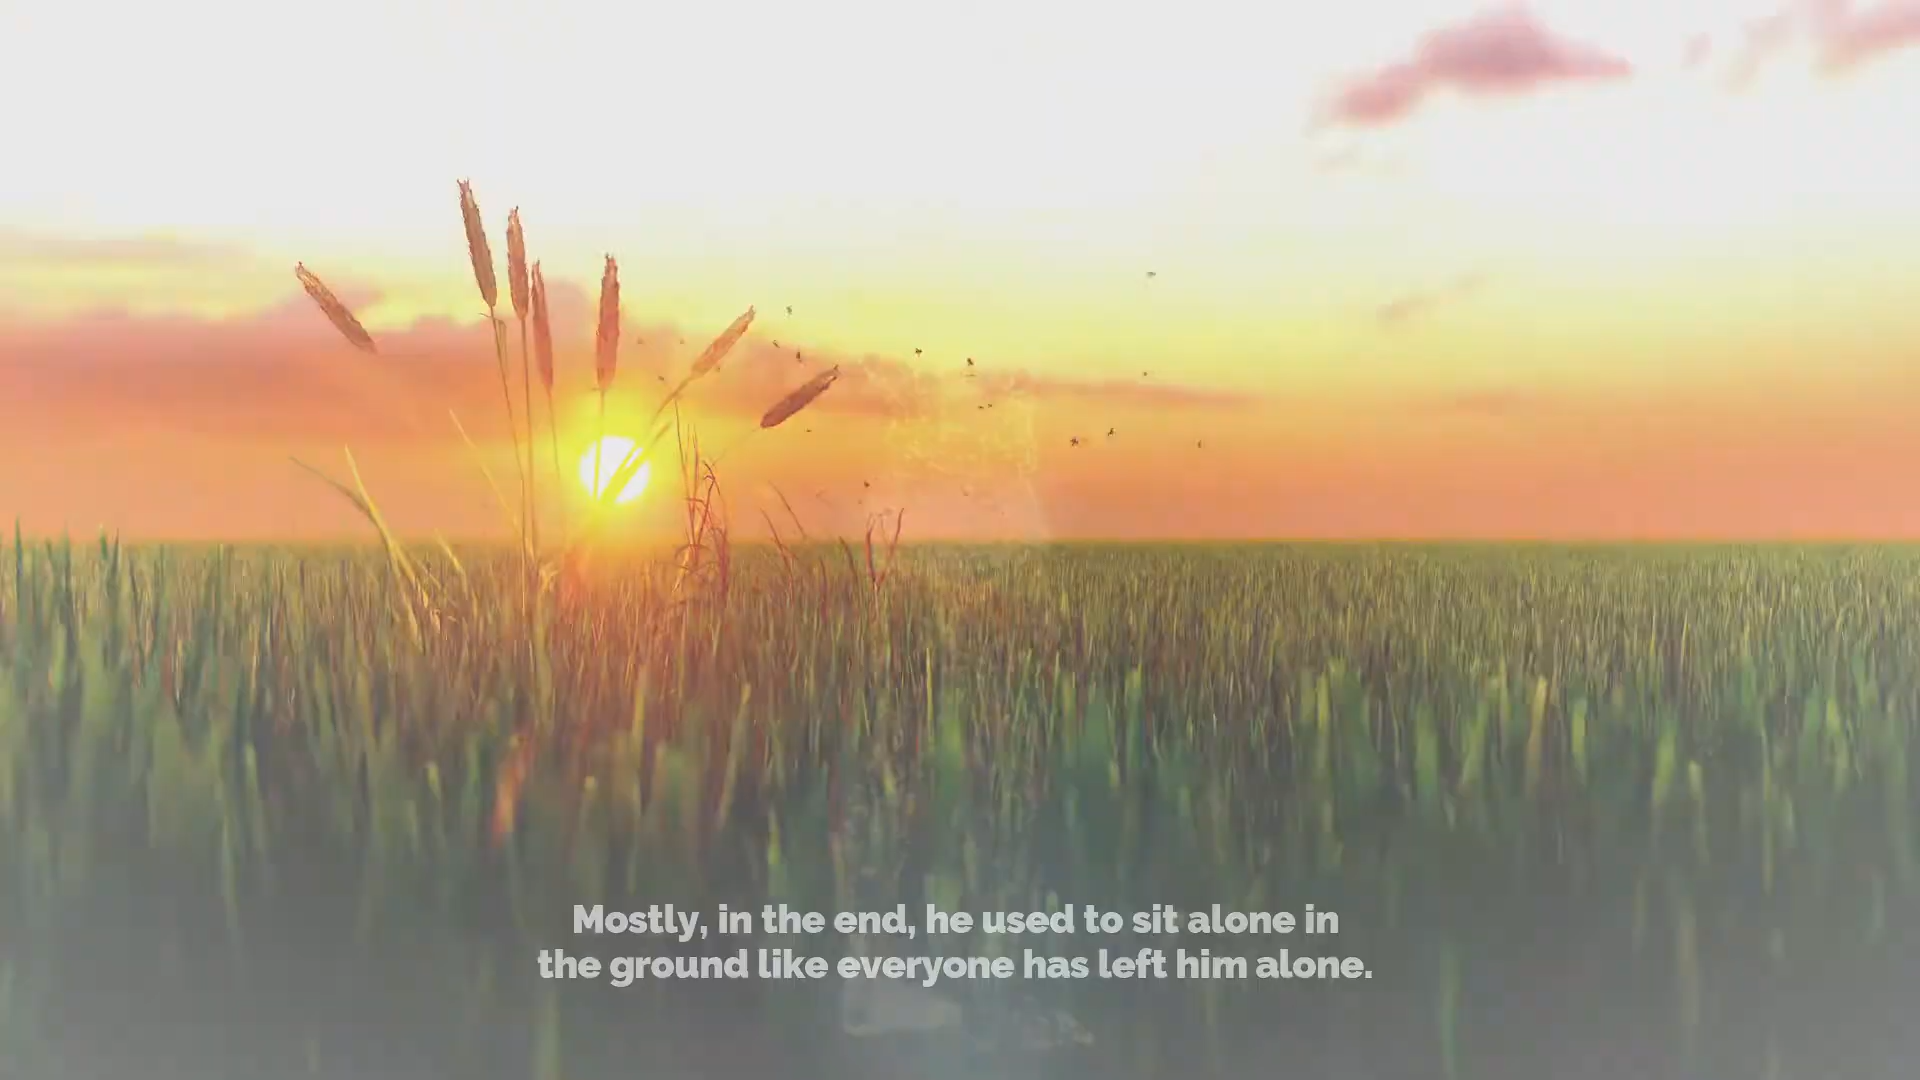 Mostly, in the end, he used to sit alone in
the ground like everyone has left him alone.